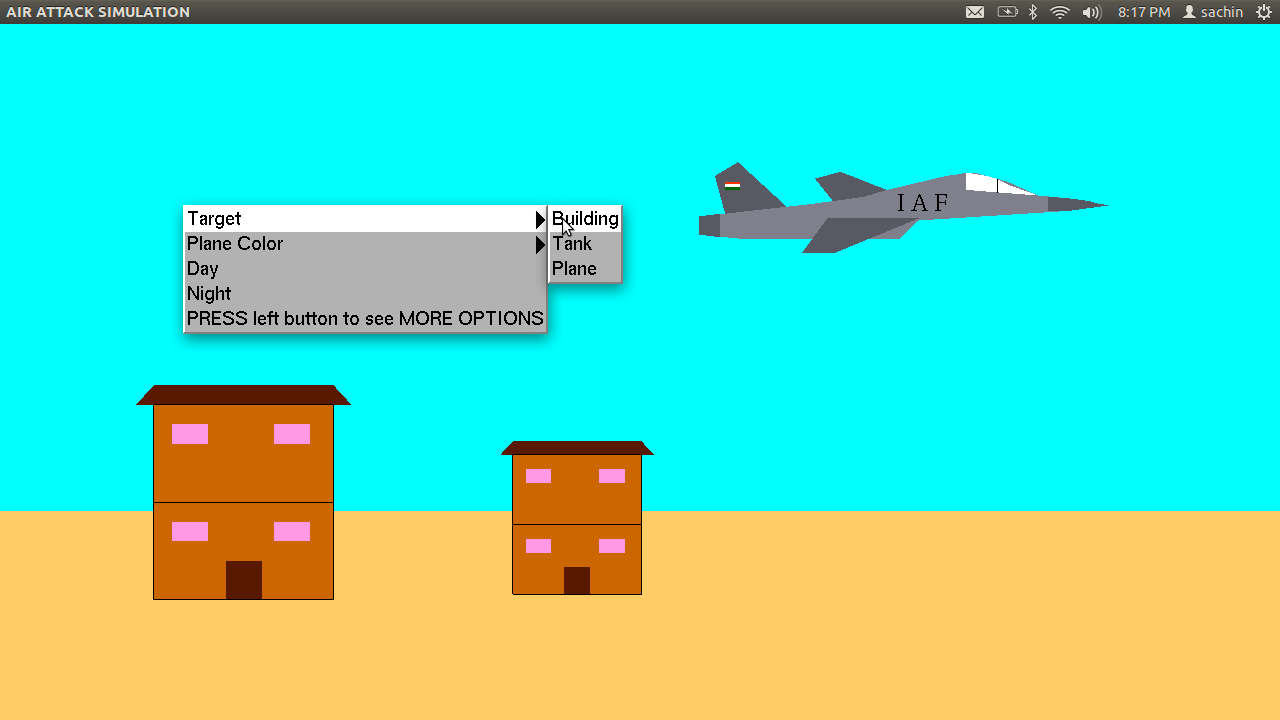 AIR ATTACK SIMULATION
8:17 PM sachin
I A F
Target
Building
Plane Color
Tank
Day
Plane
Night
PRESS left button to see MORE OPTIONS